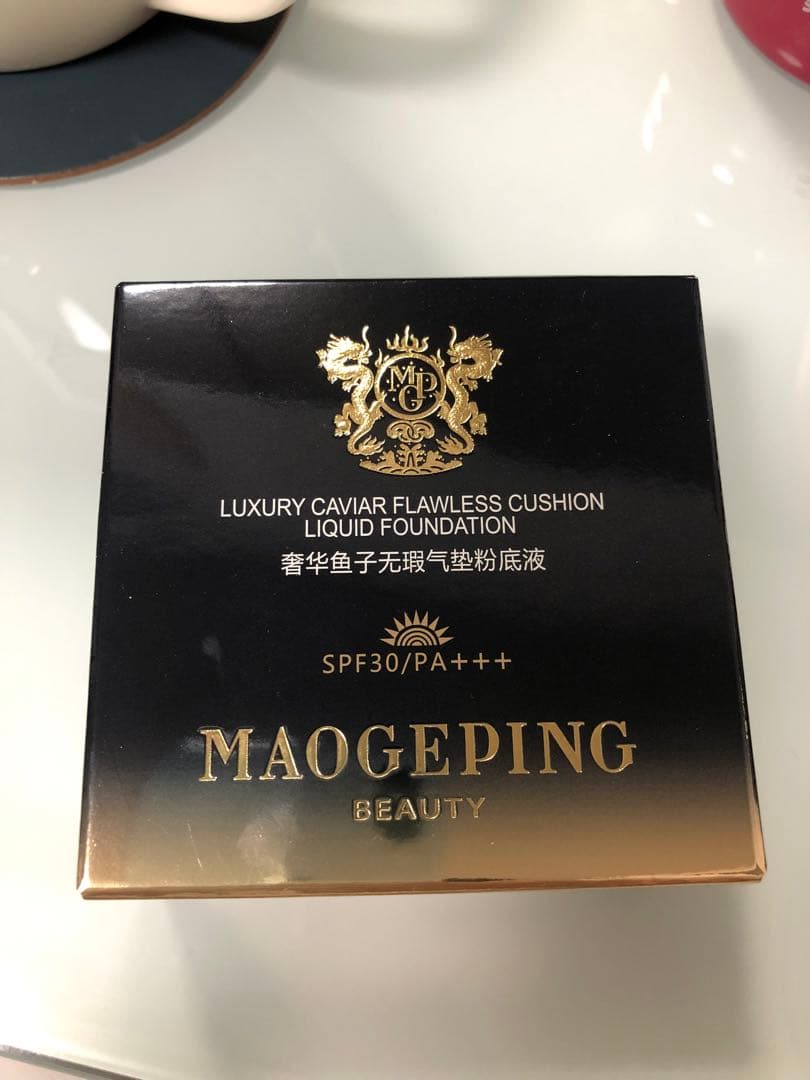 MGP
LUXURY CAVIAR FLAWLESS CUSHION
LIQUID FOUNDATION
奢华鱼子无瑕气垫粉底液
SPF30/PA+++
MAOGEPING
BEAUTY